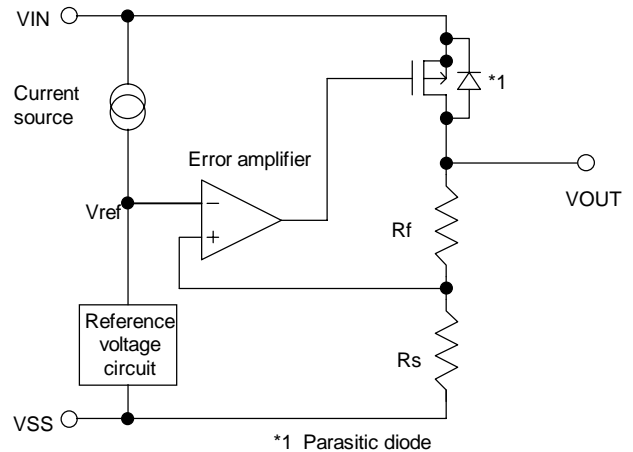 VIN
Current
source
*1
Error amplifier
Vref
−
+
VOUT
Rf
Reference
voltage
circuit
Rs
VSS
*1 Parasitic diode